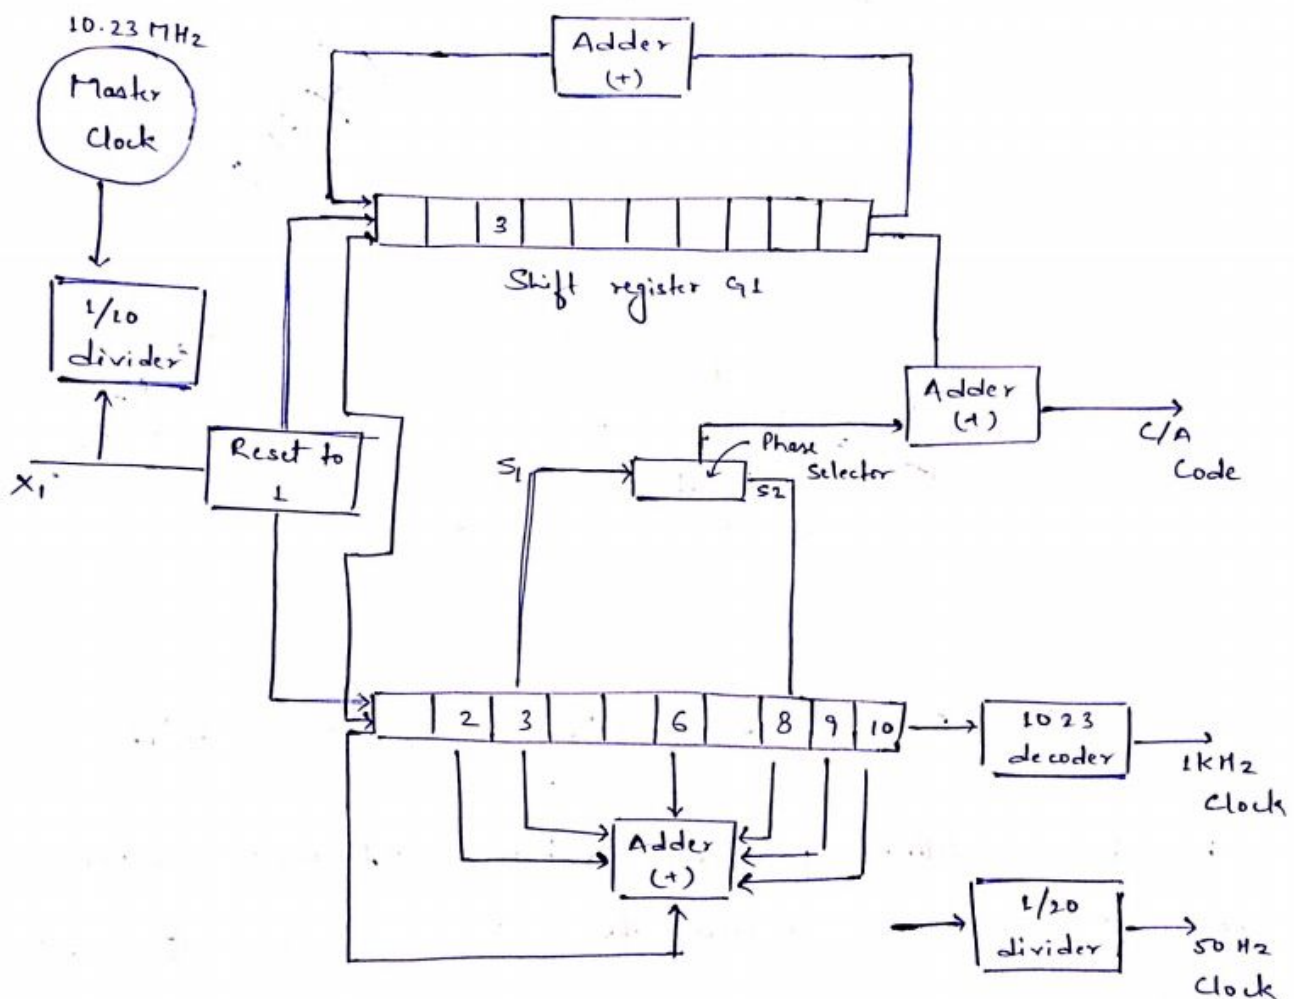 10.23 MHz
Master
Clock
Adder
(+)
3
Shift register G1
1/10
divider
Reset to
1
X1
S1
Phase
Selector
S2
Adder
(+)
C/A
Code
2 3 6 8 9 10
1023
decoder
1KHz
Clock
Adder
(+)
1/20
divider
50 Hz
Clock